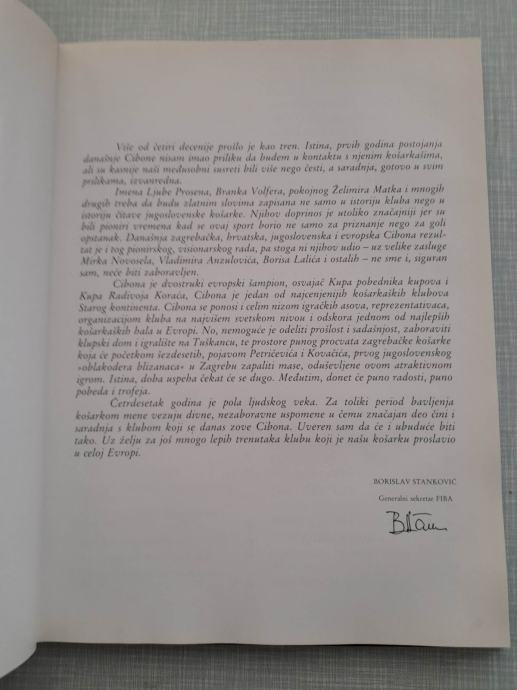 Više od četiri decenije prošlo je kao tren. Istina, prvih godina postojanja
današnje Cibone nisam imao priliku da budem u kontaktu s njenim košarkašima,
ali su kasnije naši međusobni susreti bili više nego česti, a saradnja, gotovo u svim
prilikama, izvanredna.
Imena Ljube Prosena, Branka Volfera, pokojnog Želimira Matka i mnogih
drugih treba da budu zlatnim slovima zapisana ne samo u istoriju kluba nego u
istoriju čitave jugoslovenske košarke. Njihov doprinos je utoliko značajniji jer su
bili pioniri vremena kad se ovaj sport borio ne samo za priznanje nego za goli
opstanak. Današnja zagrebačka, hrvatska, jugoslovenska i evropska Cibona rezul-
tat je i tog pionirskog, visionarskog rada, pa stoga ni njihov udio – uz velike zasluge
Mirka Novosela, Vladimira Anzulovića, Borisa Lalića i ostalih – ne sme i, siguran
sam, neće biti zaboravljen.
Cibona je dvostruki evropski šampion, osvajač Kupa pobednika kupova i
Kupa Radivoja Koraća, Cibona je jedan od najcenjenijih košarkaških klubova
Starog kontinenta. Cibona se ponosi i celim nizom igračkih asova, reprezentativaca,
organizacijom kluba na najvišem svetskom nivou i odskora jednom od najlepših
košarkaških hala u Evropi. No, nemoguće je odeliti prošlost i sadašnjost, zaboraviti
klupski dom i igralište na Tuškancu, te prostore punog procvata zagrebačke košarke
koja će početkom šezdesetih, pojavom Petričevića i Kovačića, prvog jugoslovenskog
»oblakodera blizanaca« u Zagrebu zapaliti mase, oduševljene ovom atraktivnom
igrom. Istina, doba uspeha čekat će se dugo. Međutim, donet će puno radosti, puno
pobeda i trofeja.
Četrdesetak godina je pola ljudskog veka. Za toliki period bavljenja
košarkom mene vezuju divne, nezaboravne uspomene u čemu značajan deo čini i
saradnja s klubom koji se danas zove Cibona. Uveren sam da će i ubuduće biti
tako. Uz želju za još mnogo lepih trenutaka klubu koji je našu košarku proslavio
u celoj Evropi.
BORISLAV STANKOVIĆ
Generalni sekretar FIBA